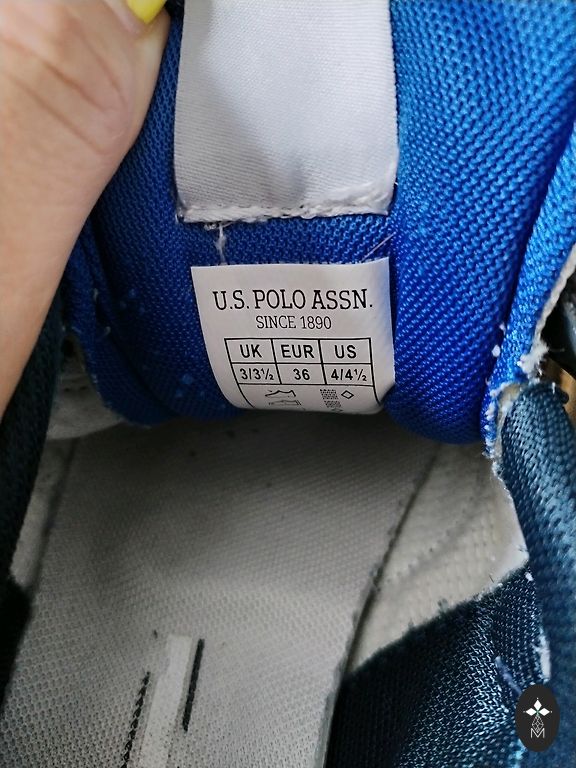 U.S. POLO ASSN.
SINCE 1890
UK EUR US
3/3½ 36 4/4½
M